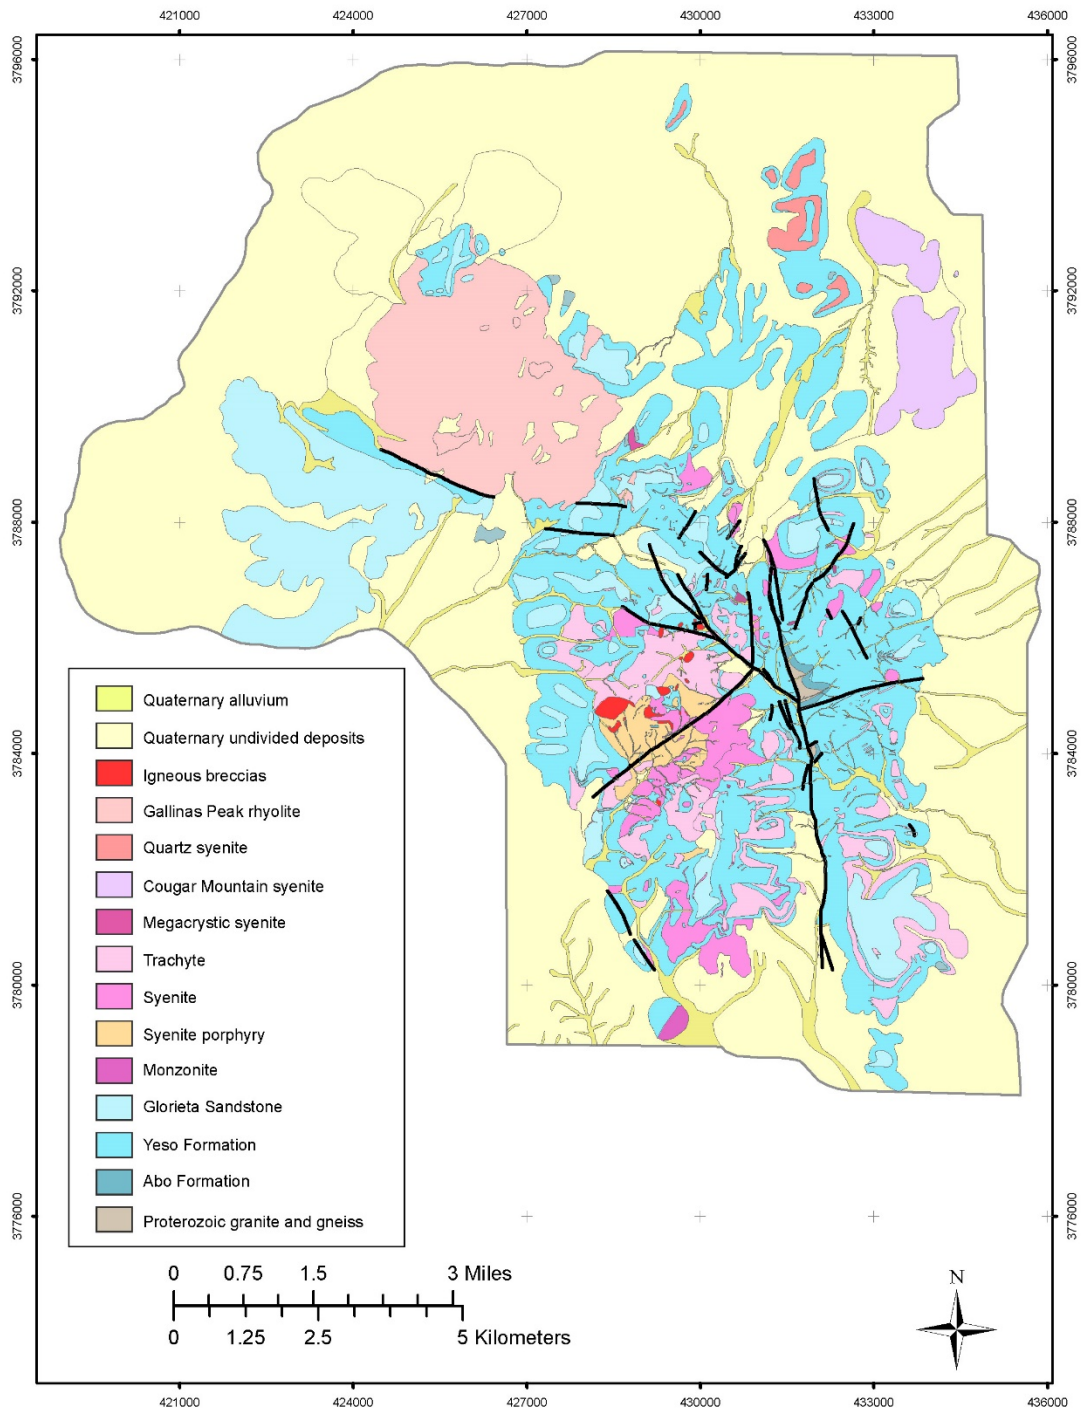 421000 424000 427000 430000 433000 436000
3796000 3796000
3792000 3792000
3788000 3788000
3784000 3784000
3780000 3780000
3776000 3776000
Quaternary alluvium
Quaternary undivided deposits
Igneous breccias
Gallinas Peak rhyolite
Quartz syenite
Cougar Mountain syenite
Megacrystic syenite
Trachyte
Syenite
Syenite porphyry
Monzonite
Glorieta Sandstone
Yeso Formation
Abo Formation
Proterozoic granite and gneiss
0 0.75 1.5 3 Miles
0 1.25 2.5 5 Kilometers
N
421000 424000 427000 430000 433000 436000